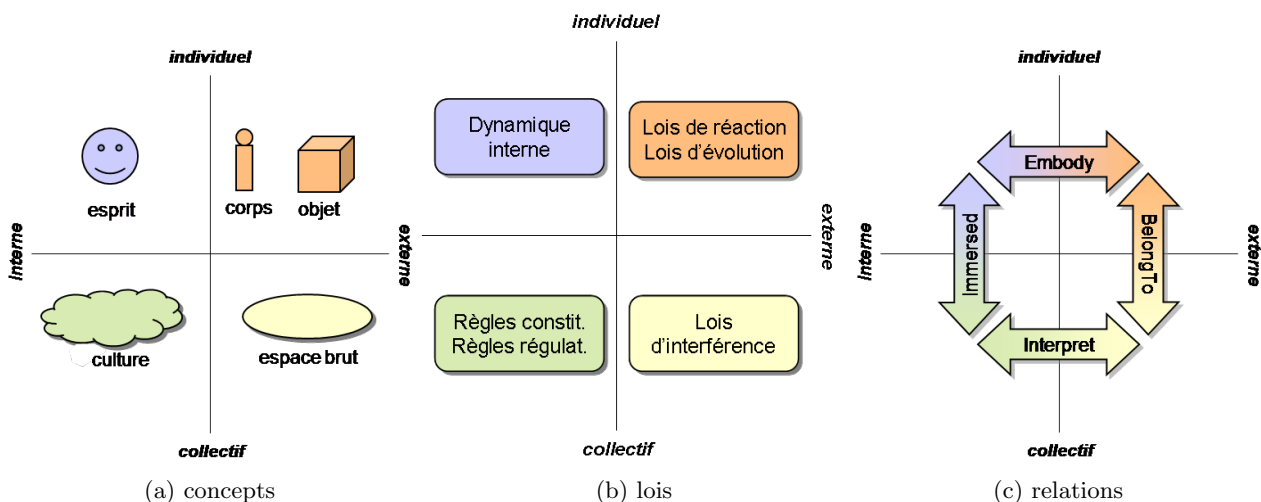 individuel
esprit
corps
objet
interne
externe
culture
espace brut
collectif
(a) concepts
individuel
Dynamique
interne
Lois de réaction
Lois d'évolution
externe
Règles constit.
Règles régulat.
Lois
d'interférence
collectif
(b) lois
individuel
Embody
Immersed
BelongTo
interne
externe
Interpret
collectif
(c) relations